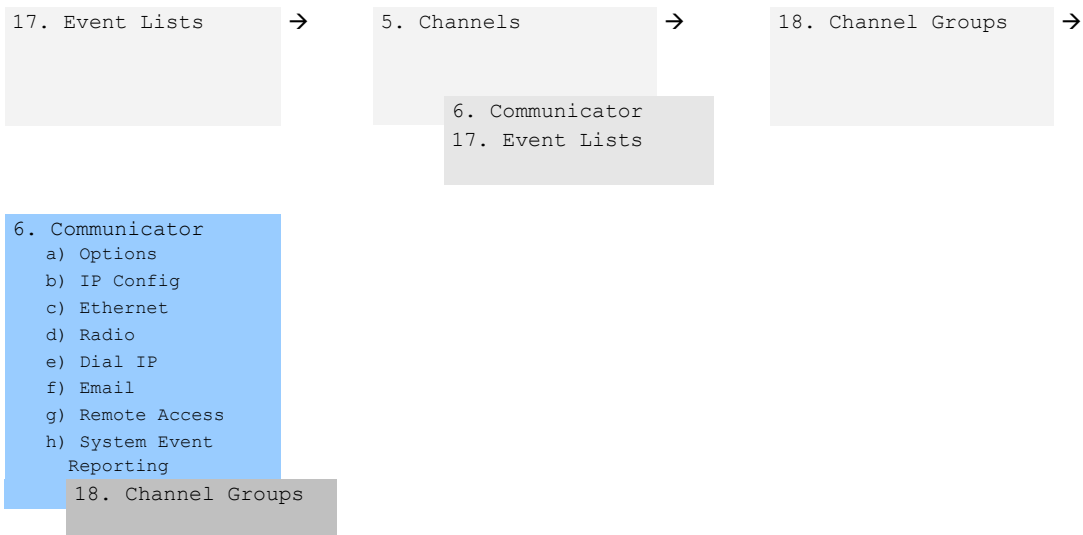 17. Event Lists → 5. Channels → 18. Channel Groups →
6. Communicator
17. Event Lists
6. Communicator
a) Options
b) IP Config
c) Ethernet
d) Radio
e) Dial IP
f) Email
g) Remote Access
h) System Event
Reporting
18. Channel Groups